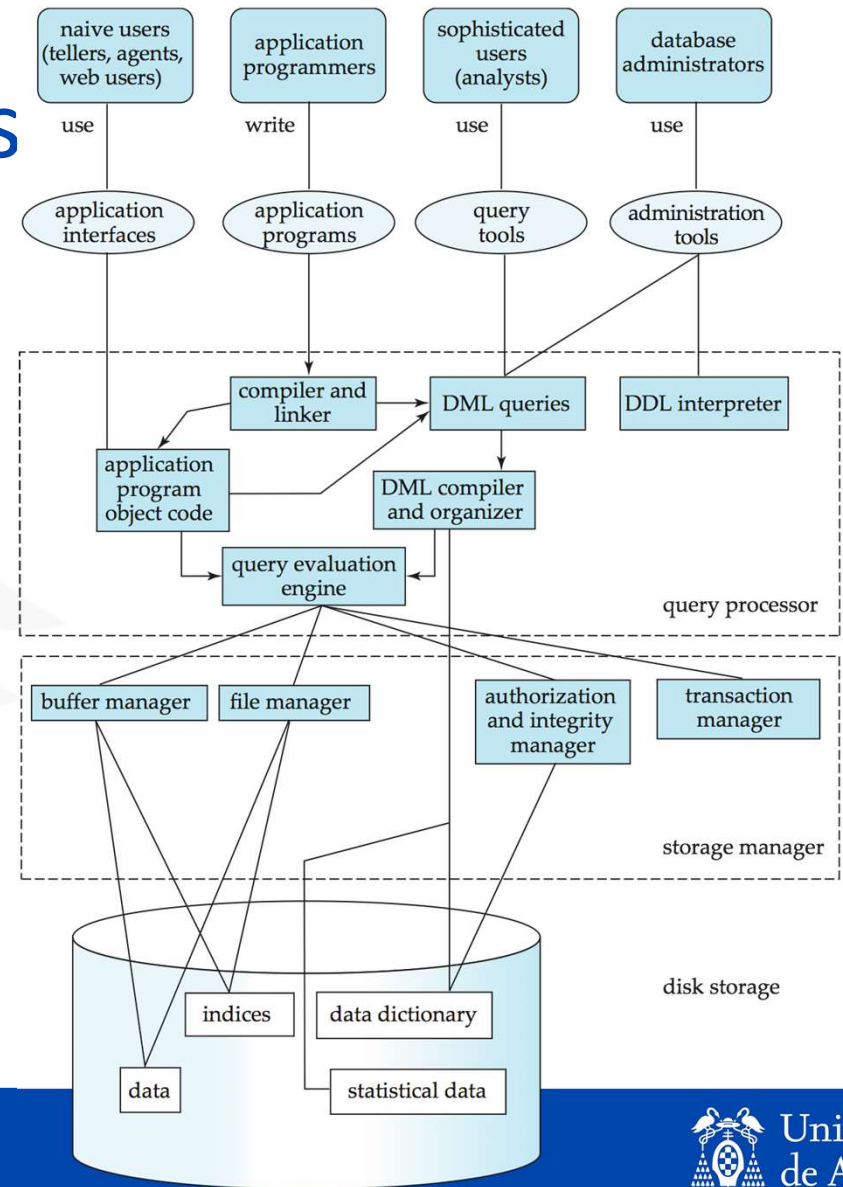 s
naive users
(tellers, agents,
web users)
application
programmers
sophisticated
users
(analysts)
database
administrators
use
write
use
use
application
interfaces
application
programs
query
tools
administration
tools
compiler and
linker
DML queries
DDL interpreter
application
program
object code
DML compiler
and organizer
query evaluation
engine
query processor
buffer manager
file manager
authorization
and integrity
manager
transaction
manager
storage manager
disk storage
indices
data dictionary
data
statistical data
Uni
de A